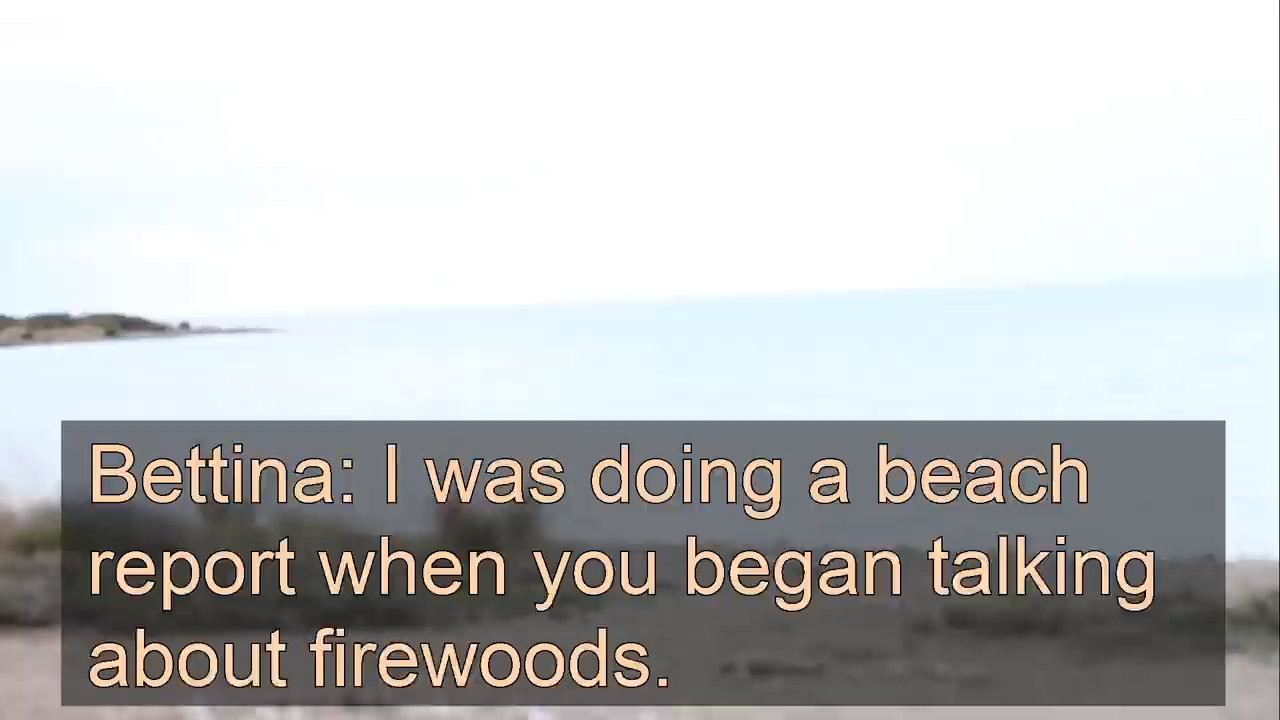 Bettina: I was doing a beach
report when you began talking
about firewoods.